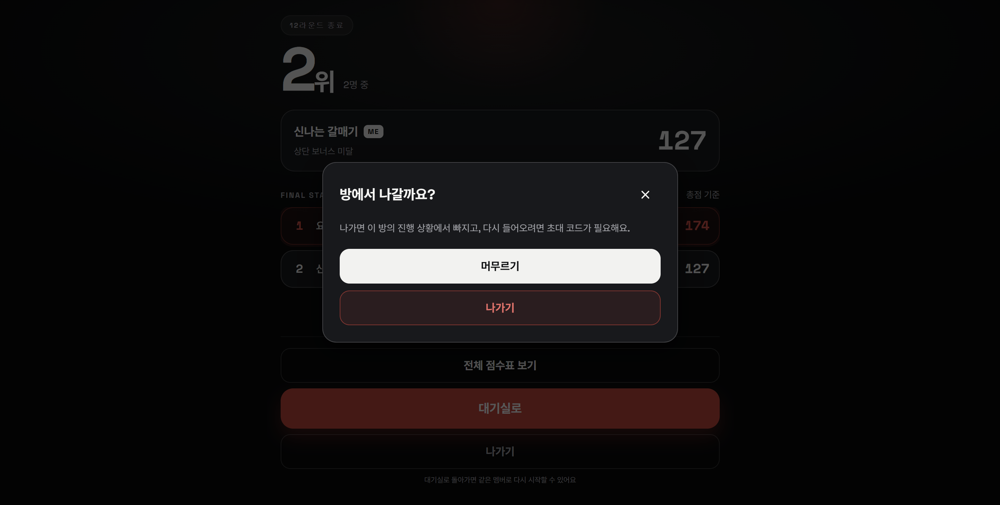 12라운드 종료
2위 2명 중
신나는 갈매기 ME
127
상단 보너스 미달
방에서 나갈까요?
FINAL 총점 기준
나가면 이 방의 진행 상황에서 빠지고, 다시 들어오려면 초대 코드가 필요해요.
1 174
머무르기
2 127
나가기
전체 점수표 보기
대기실로
나가기
대기실로 돌아가면 같은 멤버로 다시 시작할 수 있어요